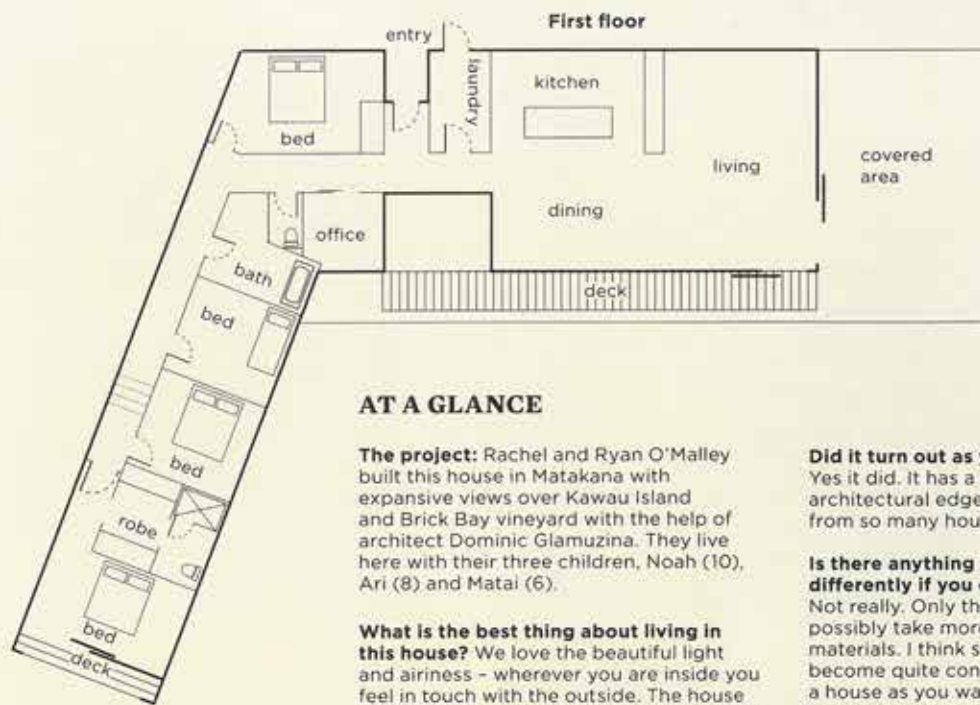 First floor
entry
laundry
kitchen
bed
living
covered
area
dining
office
bath
deck
bed
bed
robe
bed
deck
AT A GLANCE
The project: Rachel and Ryan O'Malley
built this house in Matakana with
expansive views over Kawau Island
and Brick Bay vineyard with the help of
architect Dominic Glamuzina. They live
here with their three children, Noah (10),
Ari (8) and Matai (6).
What is the best thing about living in
this house? We love the beautiful light
and airiness – wherever you are inside you
feel in touch with the outside. The house
Did it turn out as
Yes it did. It has a
architectural edge
from so many hou
Is there anything
differently if you
Not really. Only th
possibly take more
materials. I think s
become quite con
a house as you wa